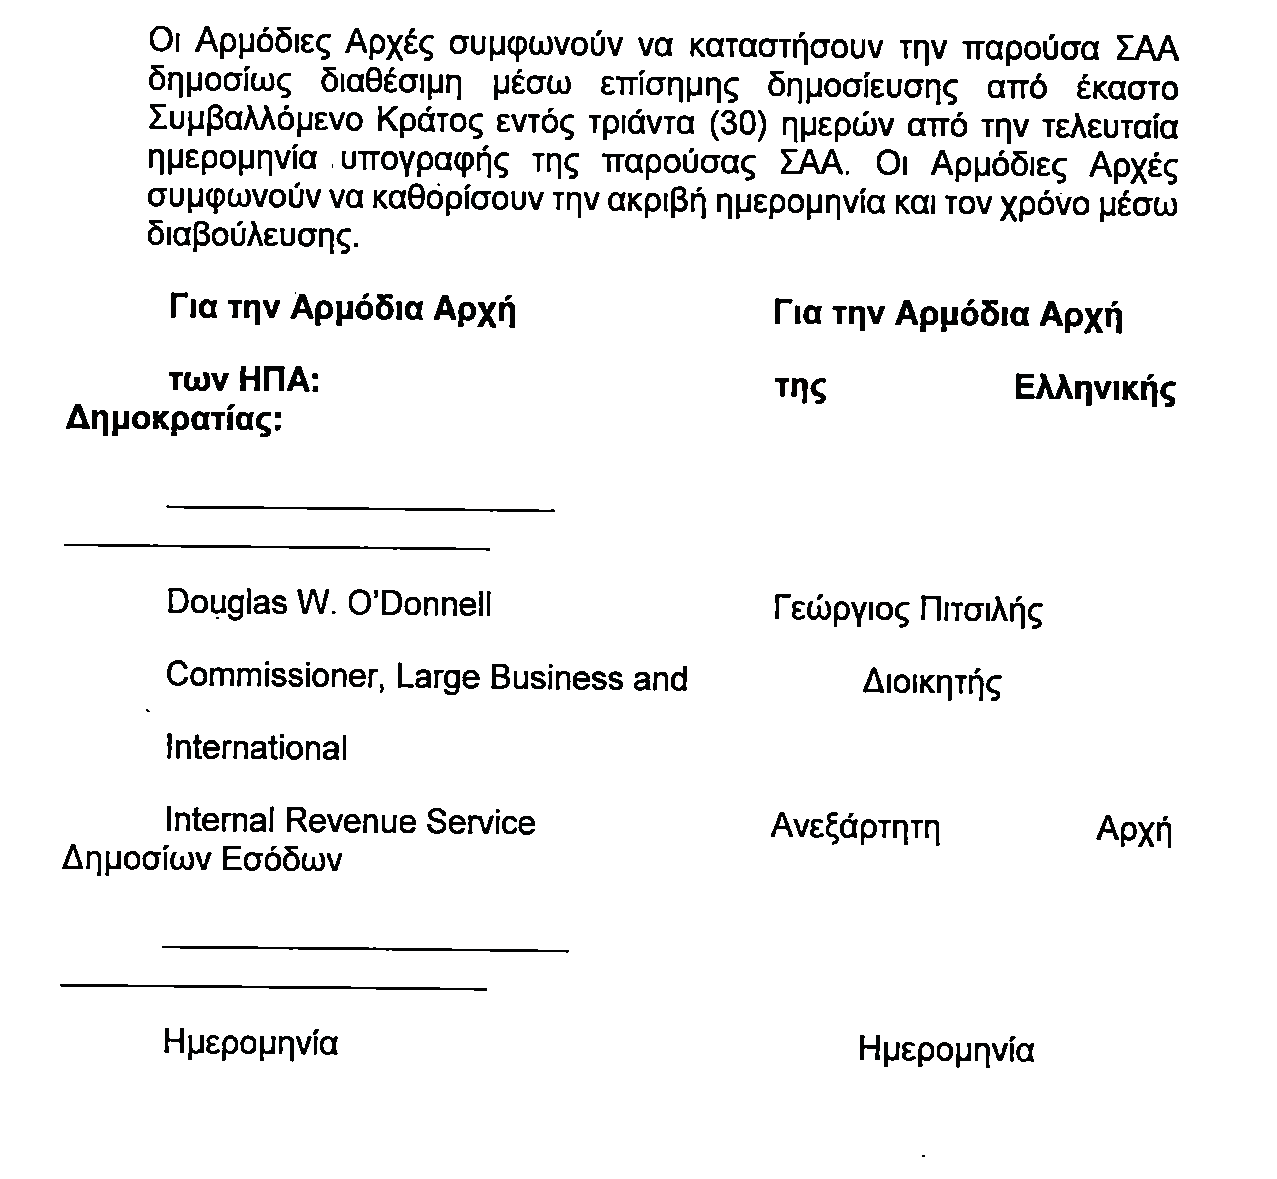 Οι Αρμόδιες Αρχές συμφωνούν να καταστήσουν την παρούσα ΣΑΑ
δημοσίως διαθέσιμη μέσω επίσημης δημοσίευσης από έκαστο
Συμβαλλόμενο Κράτος εντός τριάντα (30) ημερών από την τελευταία
ημερομηνία υπογραφής της παρούσας ΣΑΑ. Οι Αρμόδιες Αρχές
συμφωνούν να καθορίσουν την ακριβή ημερομηνία και τον χρόνο μέσω
διαβούλευσης.
Για την Αρμόδια Αρχή Για την Αρμόδια Αρχή
των ΗΠΑ: της Ελληνικής
Δημοκρατίας:
Douglas W. O'Donnell Γεώργιος Πιτσιλής
Commissioner, Large Business and Διοικητής
International
Internal Revenue Service Ανεξάρτητη Αρχή
Δημοσίων Εσόδων
Ημερομηνία Ημερομηνία